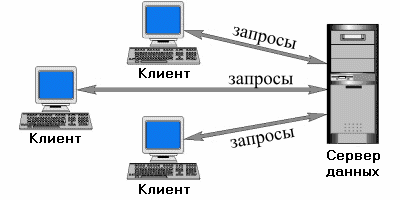 запросы
Клиент
запросы
Клиент
запросы
Клиент
Сервер
данных